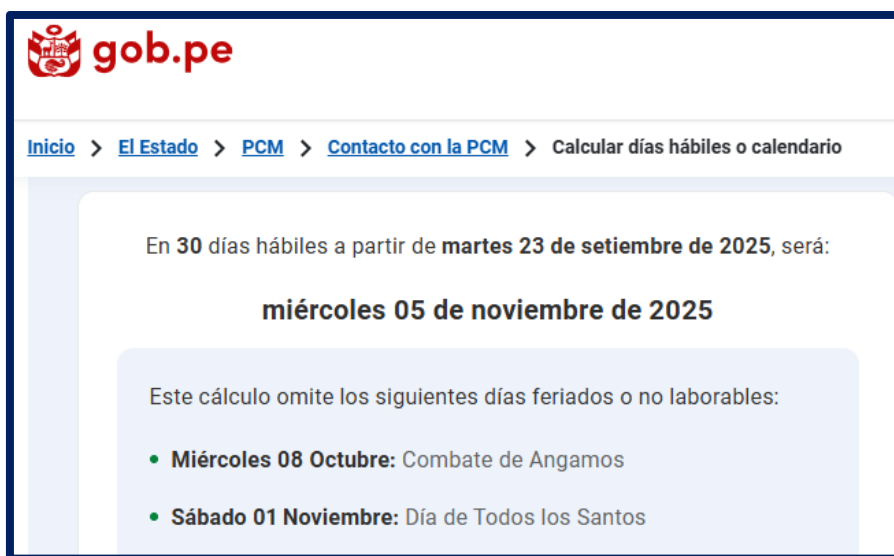 gob.pe
Inicio > El Estado > PCM > Contacto con la PCM > Calcular días hábiles o calendario
En 30 días hábiles a partir de martes 23 de setiembre de 2025, será:
miércoles 05 de noviembre de 2025
Este cálculo omite los siguientes días feriados o no laborables:
• Miércoles 08 Octubre: Combate de Angamos
• Sábado 01 Noviembre: Día de Todos los Santos